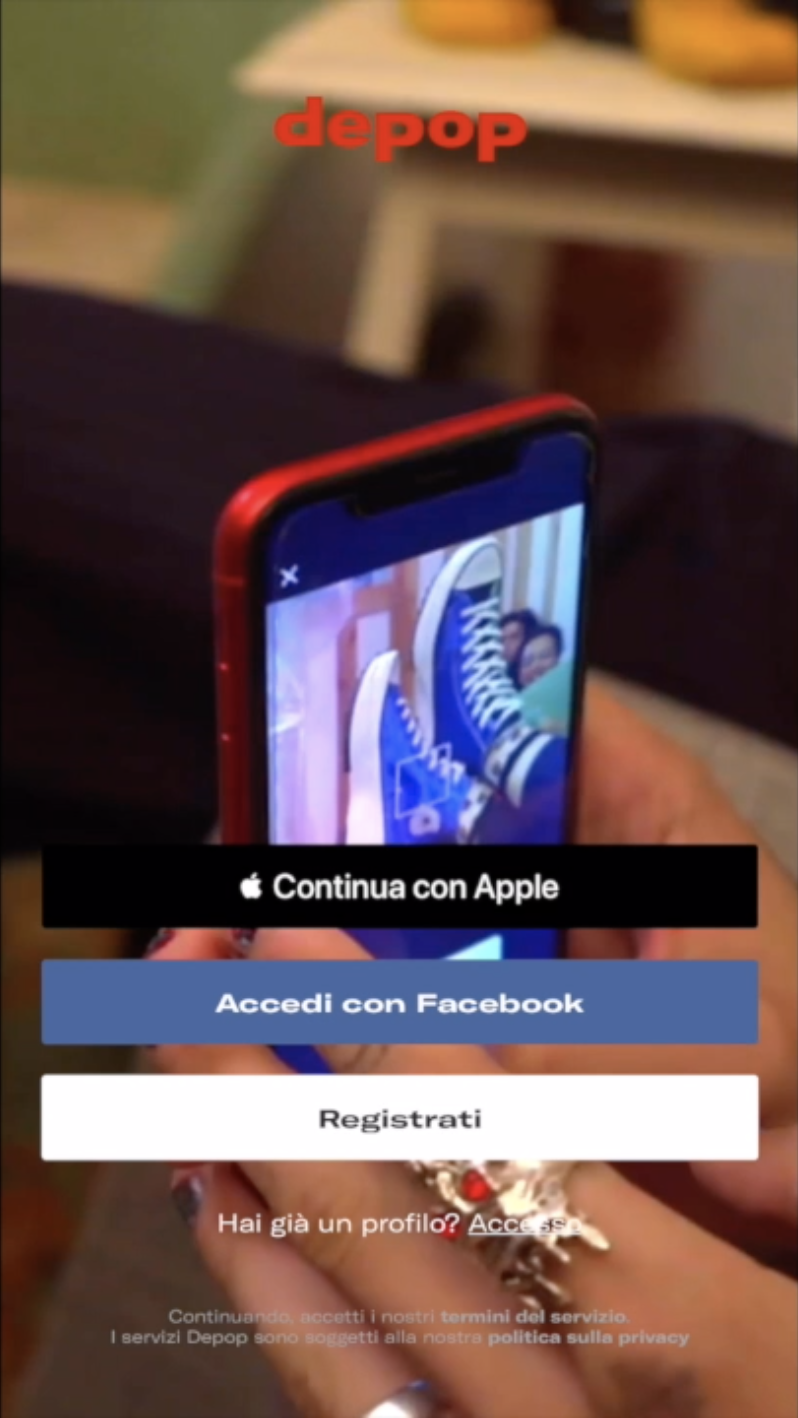 depop
Continua con Apple
Accedi con Facebook
Registrati
Hai già un profilo? Accesso
Continuando, accetti i nostri termini del servizio.
I servizi Depop sono soggetti alla nostra politica sulla privacy